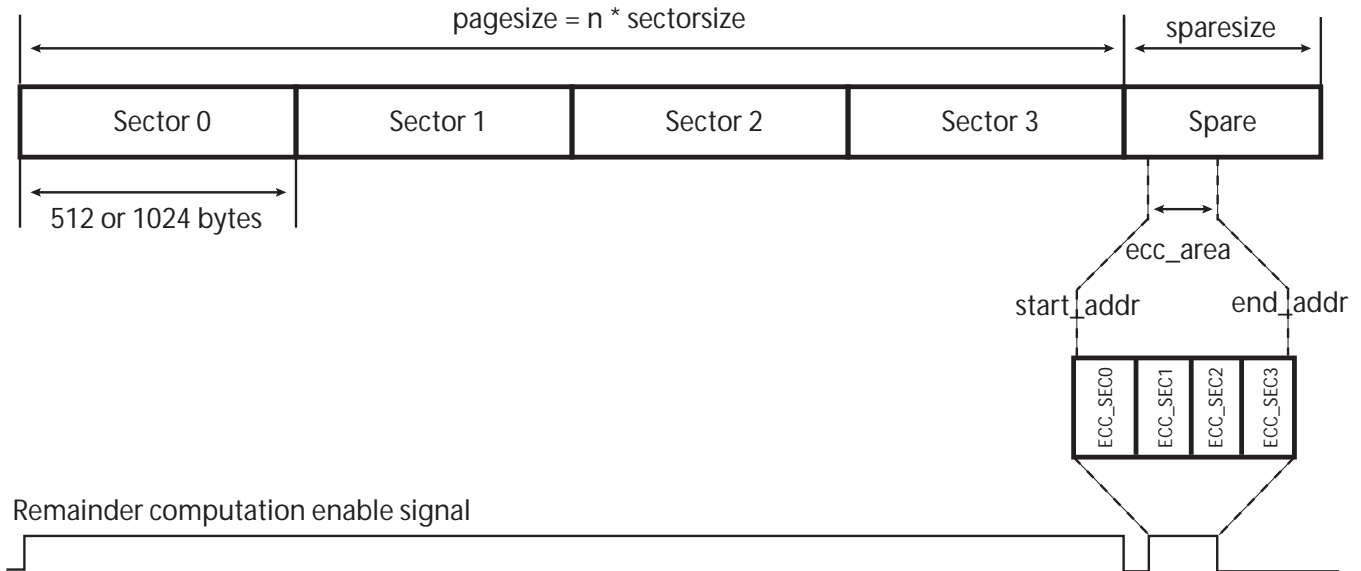 pagesize = n * sectorsize
sparesize
Sector 0
Sector 1
Sector 2
Sector 3
Spare
512 or 1024 bytes
ecc_area
start_addr
end_addr
ECC_SEC0
ECC_SEC1
ECC_SEC2
ECC_SEC3
Remainder computation enable signal